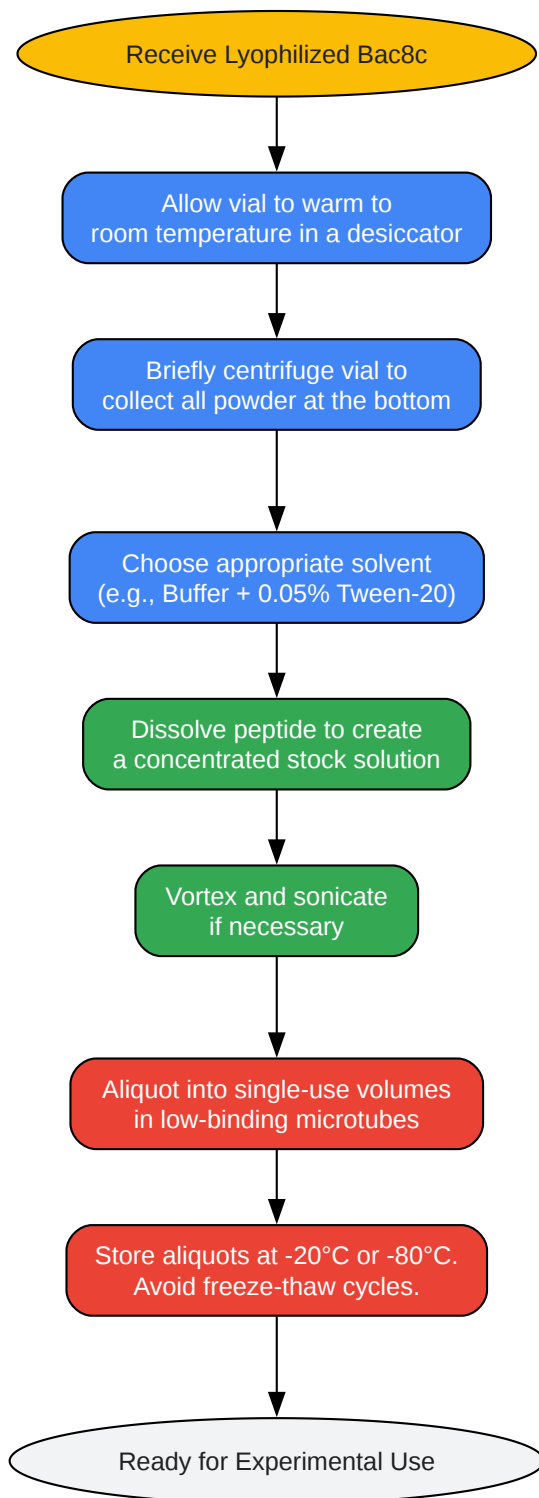 Receive Lyophilized Bac8c
Allow vial to warm to
room temperature in a desiccator
Briefly centrifuge vial to
collect all powder at the bottom
Choose appropriate solvent
(e.g., Buffer + 0.05% Tween-20)
Dissolve peptide to create
a concentrated stock solution
Vortex and sonicate
if necessary
Aliquot into single-use volumes
in low-binding microtubes
Store aliquots at -20°C or -80°C.
Avoid freeze-thaw cycles.
Ready for Experimental Use